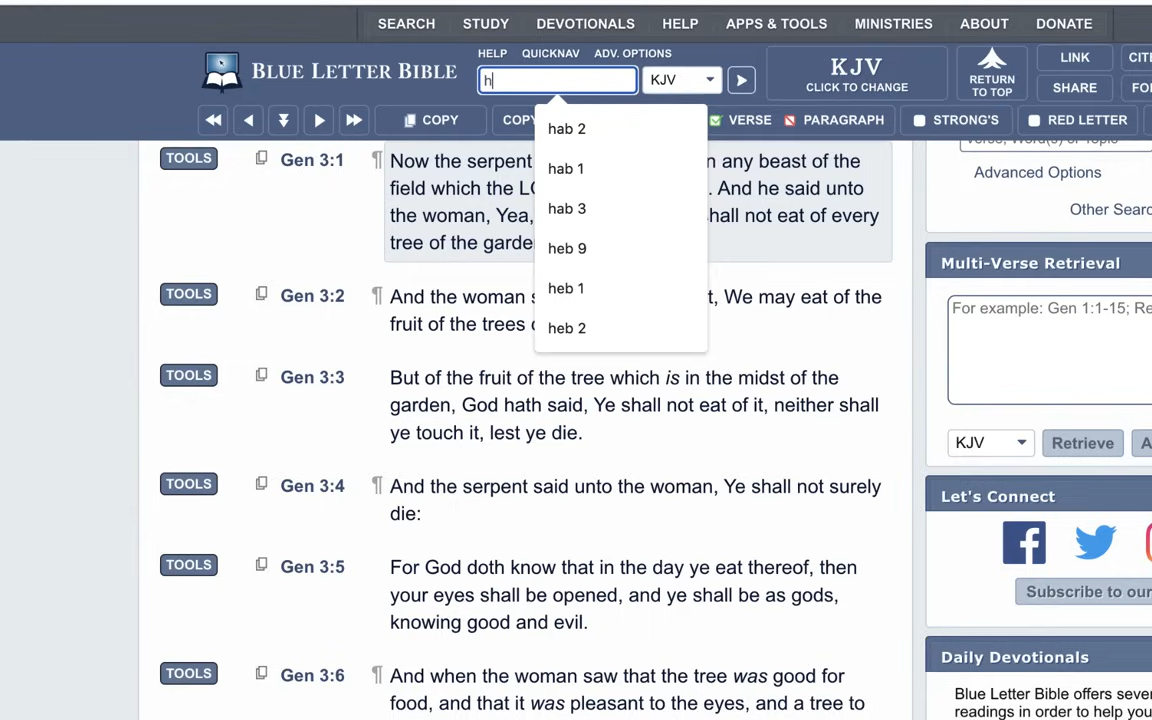 SEARCH STUDY DEVOTIONALS HELP APPS & TOOLS MINISTRIES ABOUT DONATE
HELP QUICKNAV ADV. OPTIONS
BLUE LETTER BIBLE
h
KJV
KJV
CLICK TO CHANGE
RETURN
TO TOP
LINK
SHARE
COPY VERSE PARAGRAPH STRONG'S RED LETTER
hab 2
hab 1
hab 3
heb 9
heb 1
heb 2
TOOLS Gen 3:1 ¶ Now the serpent any beast of the
field which the And he said unto
the woman, Yea, shall not eat of every
tree of the
TOOLS Gen 3:2 ¶ And the woman We may eat of the
fruit of the trees
TOOLS Gen 3:3 But of the fruit of the tree which is in the midst of the
garden, God hath said, Ye shall not eat of it, neither shall
ye touch it, lest ye die.
TOOLS Gen 3:4 ¶ And the serpent said unto the woman, Ye shall not surely
die:
TOOLS Gen 3:5 For God doth know that in the day ye eat thereof, then
your eyes shall be opened, and ye shall be as gods,
knowing good and evil.
TOOLS Gen 3:6 ¶ And when the woman saw that the tree was good for
food, and that it was pleasant to the eyes, and a tree to
Advanced Options
Other
Multi-Verse Retrieval
For example: Gen 1:1-15;
KJV Retrieve
Let's Connect
Subscribe to our
Daily Devotionals
Blue Letter Bible offers
readings in order to help